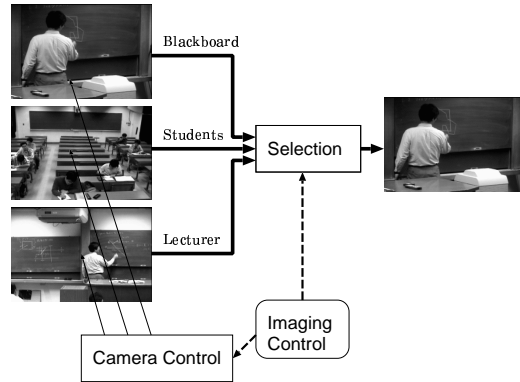 Blackboard
Students
Selection
Lecturer
Imaging
Control
Camera Control